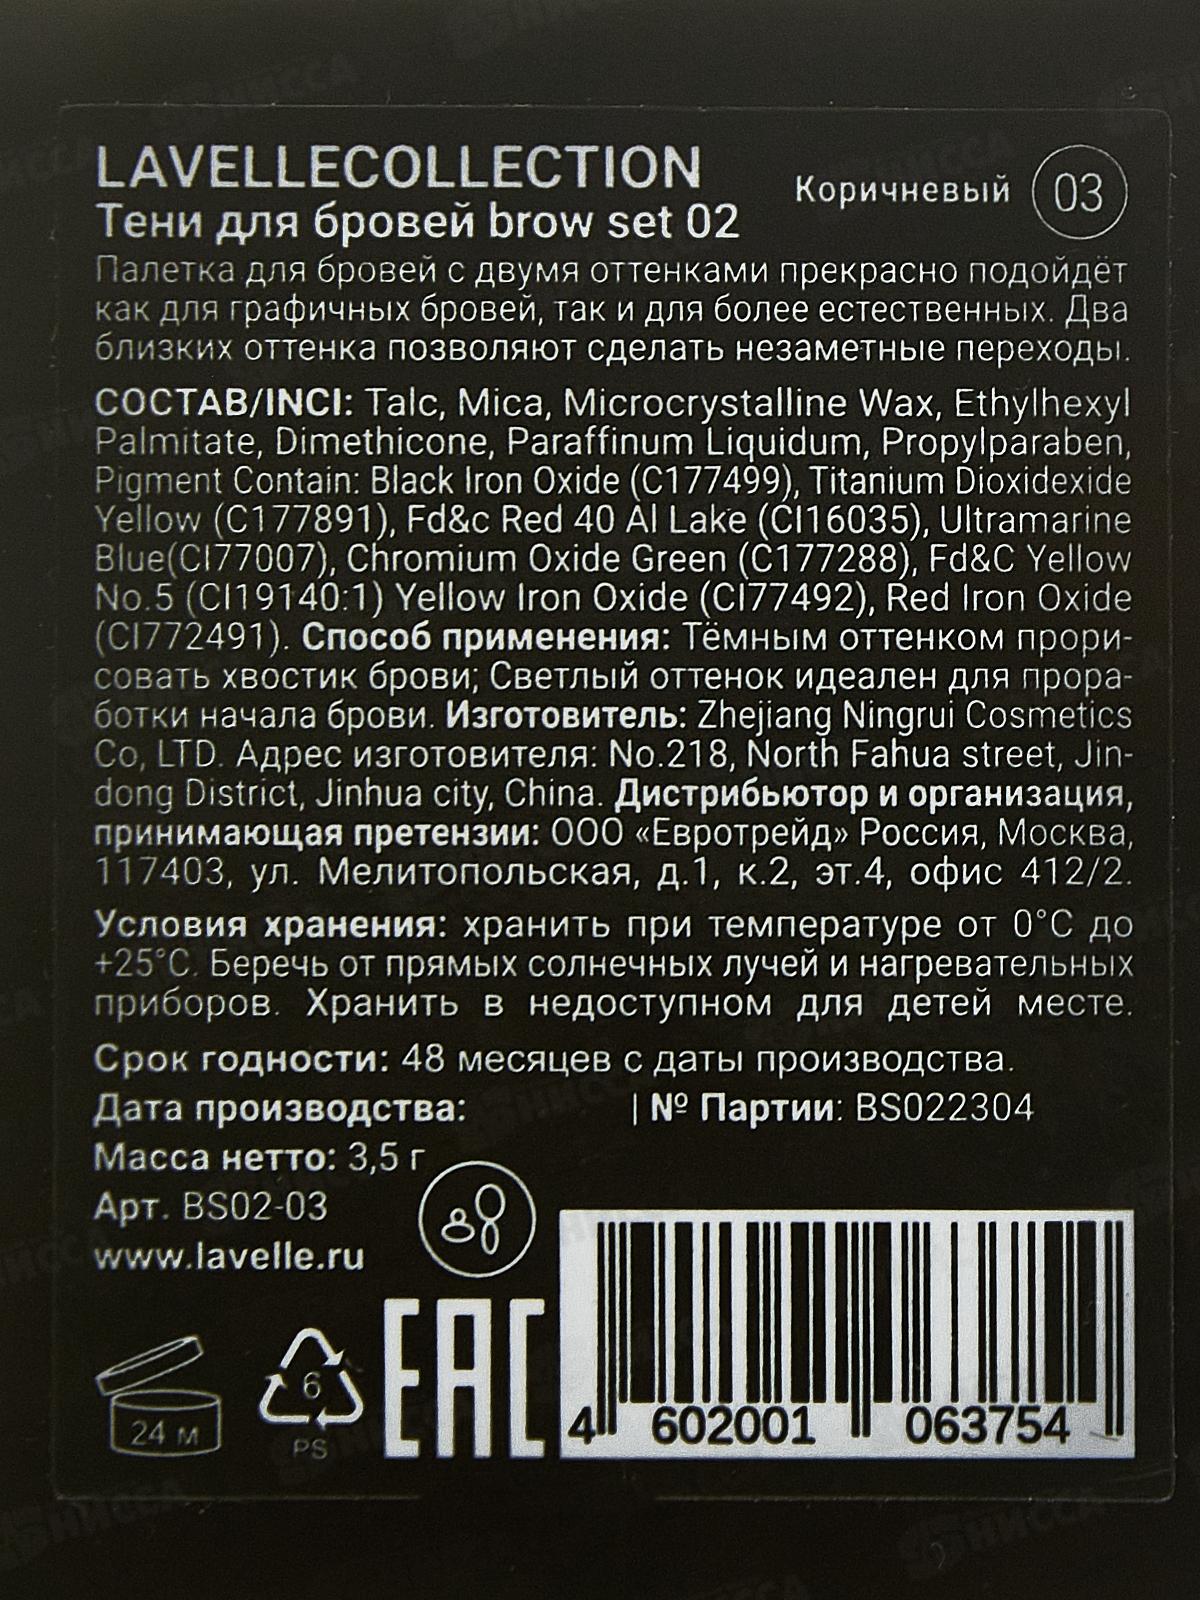 LAVELLECOLLECTION
Коричневый 03
Тени для бровей brow set 02
Палетка для бровей с двумя оттенками прекрасно подойдёт
как для графичных бровей, так и для более естественных. Два
близких оттенка позволяют сделать незаметные переходы.
СОСТАВ/INCI: Talc, Mica, Microcrystalline Wax, Ethylhexyl
Palmitate, Dimethicone, Paraffinum Liquidum, Propylparaben,
Pigment Contain: Black Iron Oxide (C177499), Titanium Dioxidexide
Yellow (C177891), Fd&c Red 40 Al Lake (CI16035), Ultramarine
Blue(CI77007), Chromium Oxide Green (C177288), Fd&C Yellow
No.5 (CI19140:1) Yellow Iron Oxide (CI77492), Red Iron Oxide
(CI772491). Способ применения: Тёмным оттенком прори-
совать хвостик брови; Светлый оттенок идеален для прора-
ботки начала брови. Изготовитель: Zhejiang Ningrui Cosmetics
Co, LTD. Адрес изготовителя: No.218, North Fahua street, Jin-
dong District, Jinhua city, China. Дистрибьютор и организация,
принимающая претензии: ООО «Евротрейд» Россия, Москва,
117403, ул. Мелитопольская, д.1, к.2, эт.4, офис 412/2.
Условия хранения: хранить при температуре от 0°C до
+25°C. Беречь от прямых солнечных лучей и нагревательных
приборов. Хранить в недоступном для детей месте.
Срок годности: 48 месяцев с даты производства.
Дата производства: | № Партии: BS022304
Масса нетто: 3,5 г
Арт. BS02-03
www.lavelle.ru
24 м
6
PS
EAC
4 602001 063754
НИССА